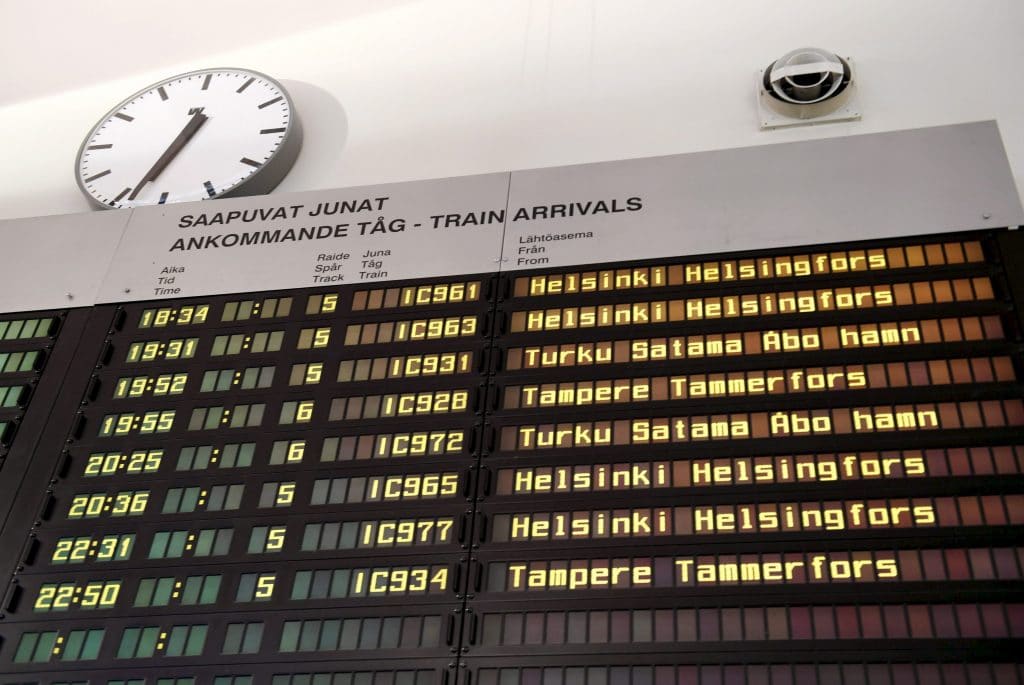 SAAPUVAT JUNAT
ANKOMMANDE TÅG - TRAIN ARRIVALS
Aika Raide Juna Lähtöasema
Tid Spår Tåg Från
Time Track Train From
18:34 : 5 IC961 Helsinki Helsingfors
19:31 : 5 IC963 Helsinki Helsingfors
19:52 : 5 IC931 Turku Satama Åbo hamn
19:55 : 6 IC928 Tampere Tammerfors
20:25 : 6 IC972 Turku Satama Åbo hamn
20:36 : 5 IC965 Helsinki Helsingfors
22:31 : 5 IC977 Helsinki Helsingfors
22:50 : 5 IC934 Tampere Tammerfors
: :